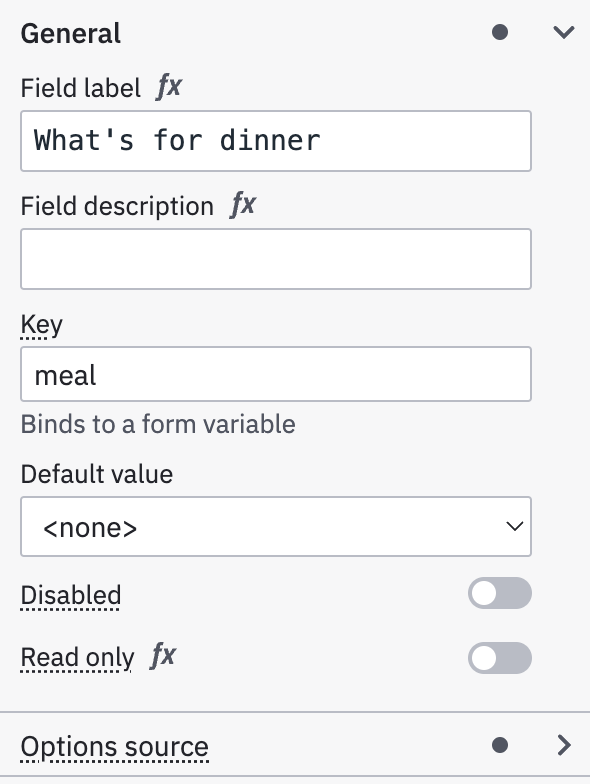 General
Field label fx
What's for dinner
Field description fx
Key
meal
Binds to a form variable
Default value
<none>
Disabled
Read only fx
Options source